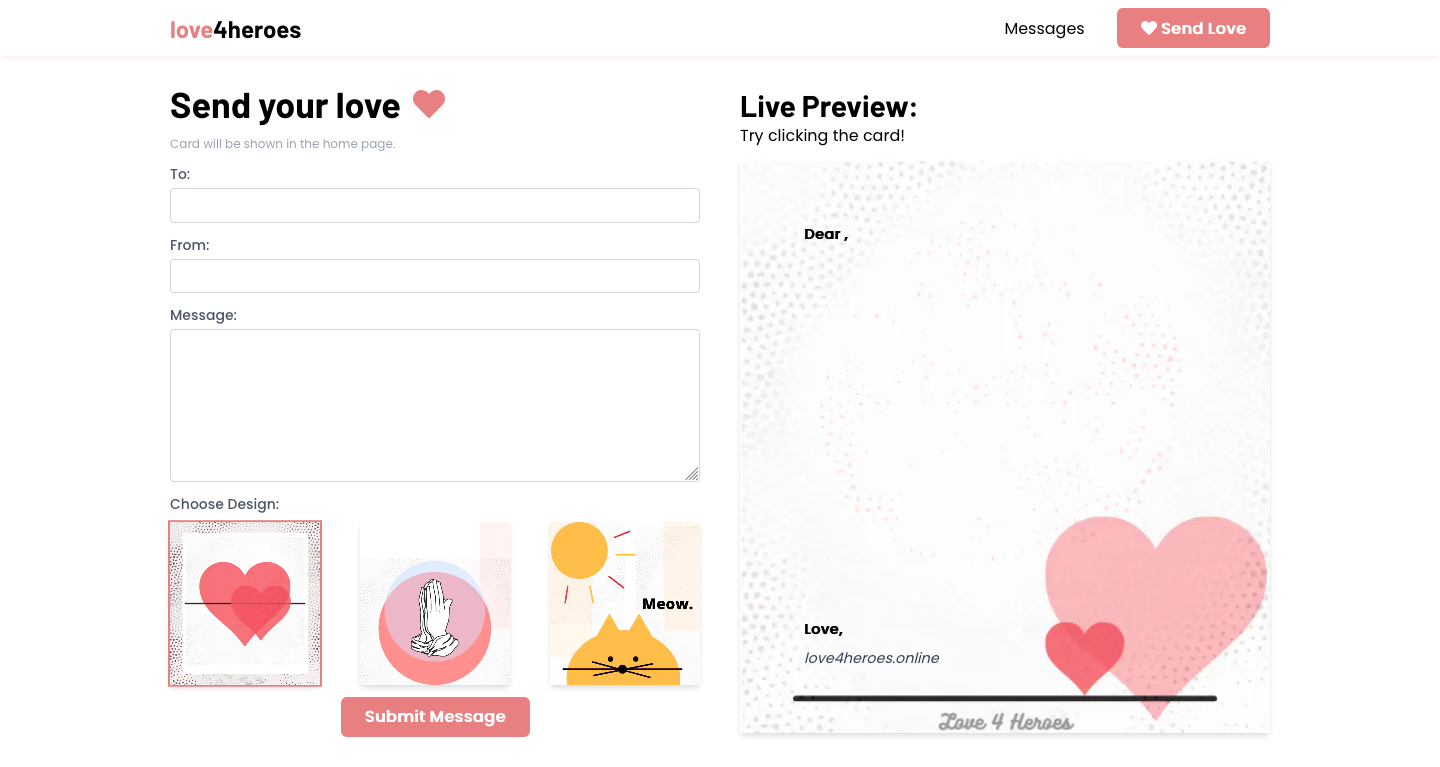 love4heroes
Messages
Send Love
Send your love
Card will be shown in the home page.
To:
From:
Message:
Choose Design:
Meow.
Submit Message
Live Preview:
Try clicking the card!
Dear ,
Love,
love4heroes.online
Love 4 Heroes